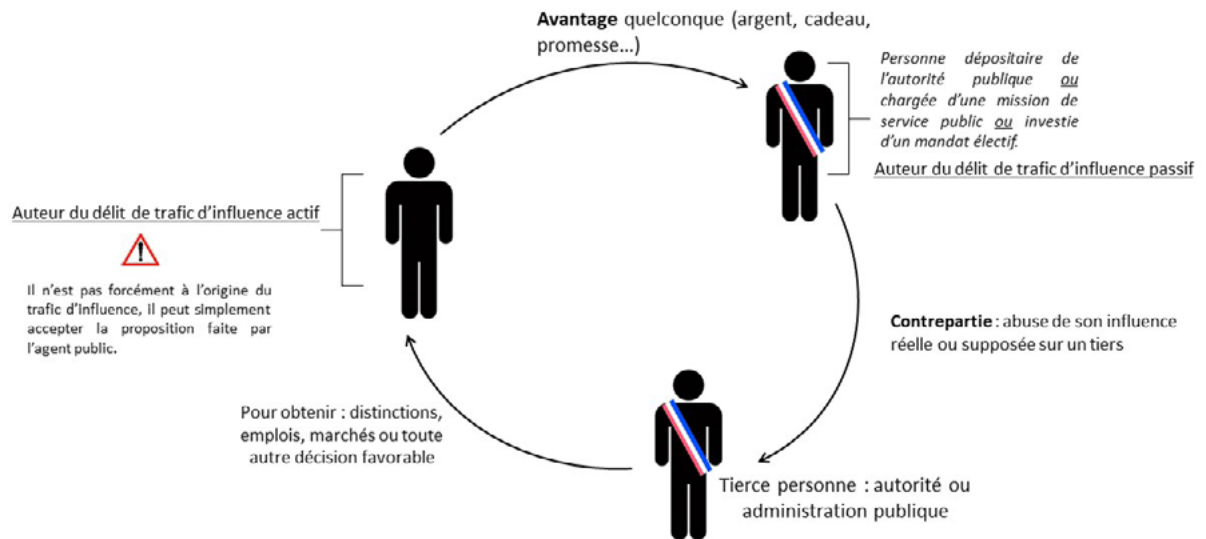 Avantage quelconque (argent, cadeau,
promesse…)
Personne dépositaire de
l'autorité publique ou
chargée d'une mission de
service public ou investie
d'un mandat électif.
Auteur du délit de trafic d'influence passif
Auteur du délit de trafic d'influence actif
Il n'est pas forcément à l'origine du
trafic d'influence, il peut simplement
accepter la proposition faite par
l'agent public.
Contrepartie : abuse de son influence
réelle ou supposée sur un tiers
Pour obtenir : distinctions,
emplois, marchés ou toute
autre décision favorable
Tierce personne : autorité ou
administration publique